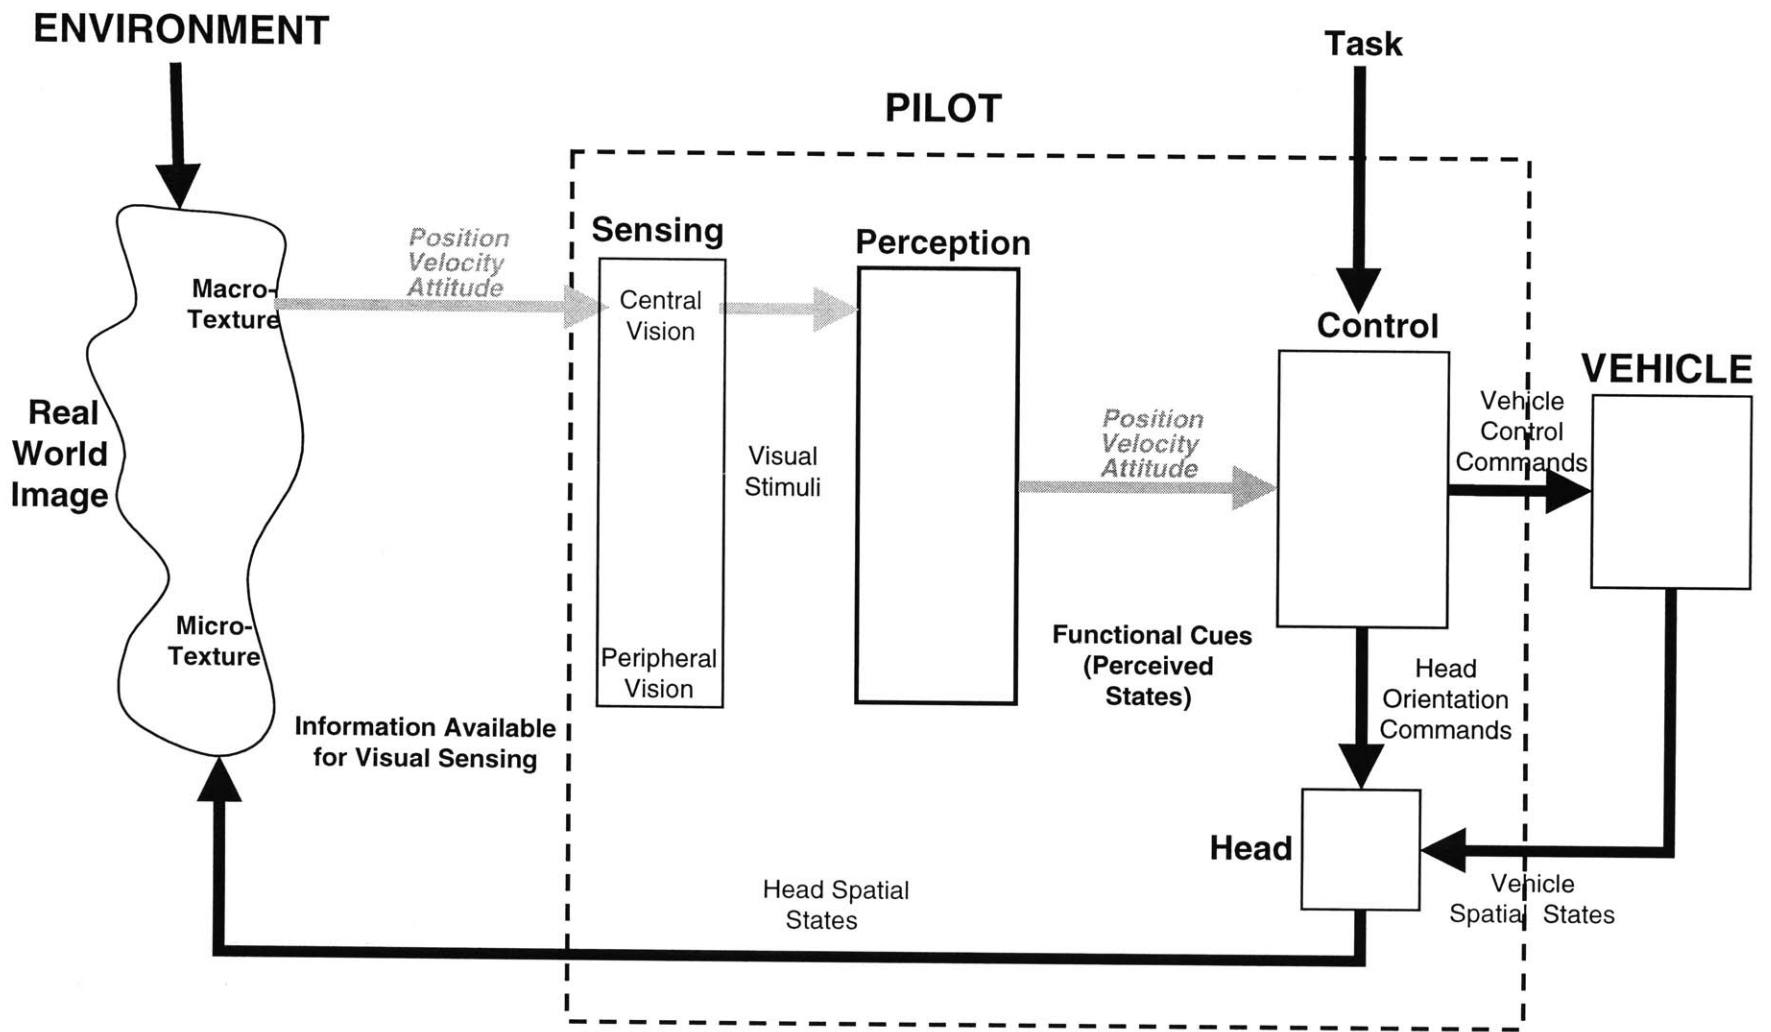 ENVIRONMENT
Task
PILOT
Position
Velocity
Attitude
Sensing
Perception
Macro-
Texture
Central
Vision
Control
VEHICLE
Real
World
Image
Vehicle
Control
Commands
Position
Velocity
Attitude
Visual
Stimuli
Micro-
Texture
Peripheral
Vision
Functional Cues
(Perceived
States)
Head
Orientation
Commands
Information Available
for Visual Sensing
Head
Head Spatial
States
Vehicle
Spatial States